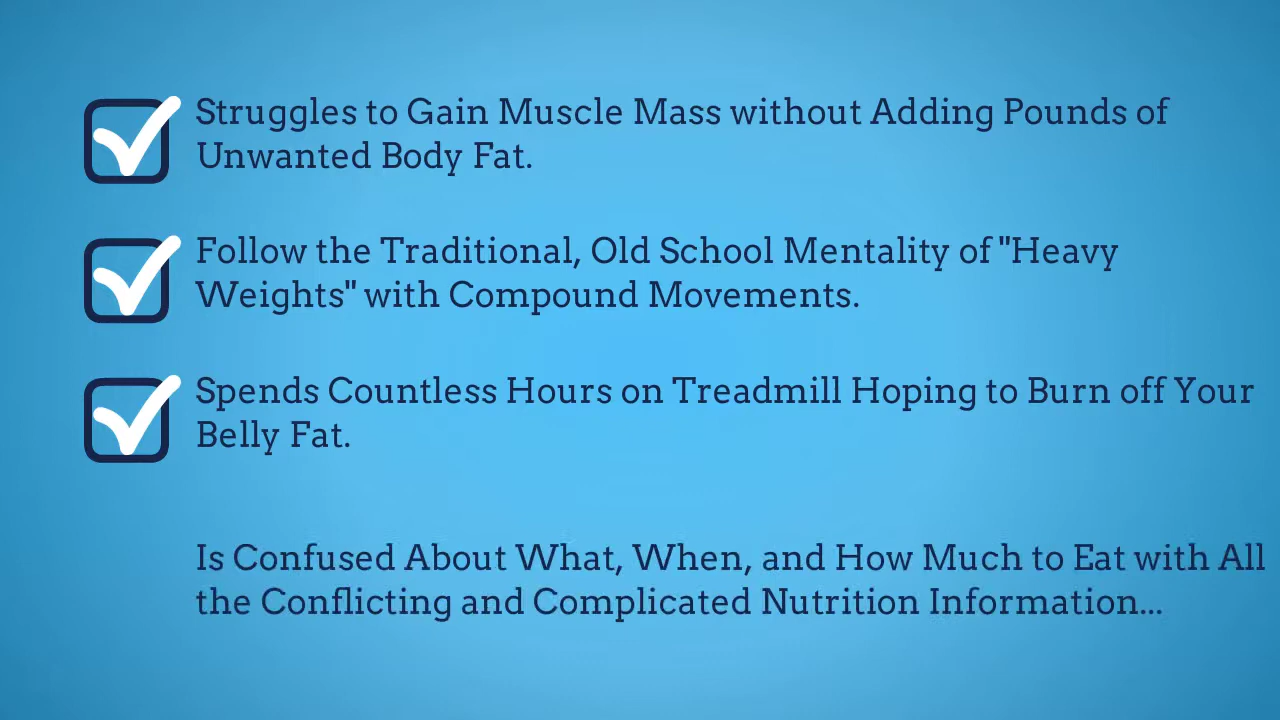 Struggles to Gain Muscle Mass without Adding Pounds of
Unwanted Body Fat.
Follow the Traditional, Old School Mentality of "Heavy
Weights" with Compound Movements.
Spends Countless Hours on Treadmill Hoping to Burn off Your
Belly Fat.
Is Confused About What, When, and How Much to Eat with All
the Conflicting and Complicated Nutrition Information...